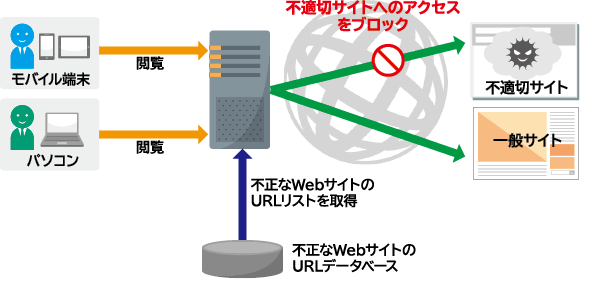 不適切サイトへのアクセス
をブロック
モバイル端末
閲覧
不適切サイト
パソコン
閲覧
一般サイト
不正なWebサイトの
URLリストを取得
不正なWebサイトの
URLデータベース